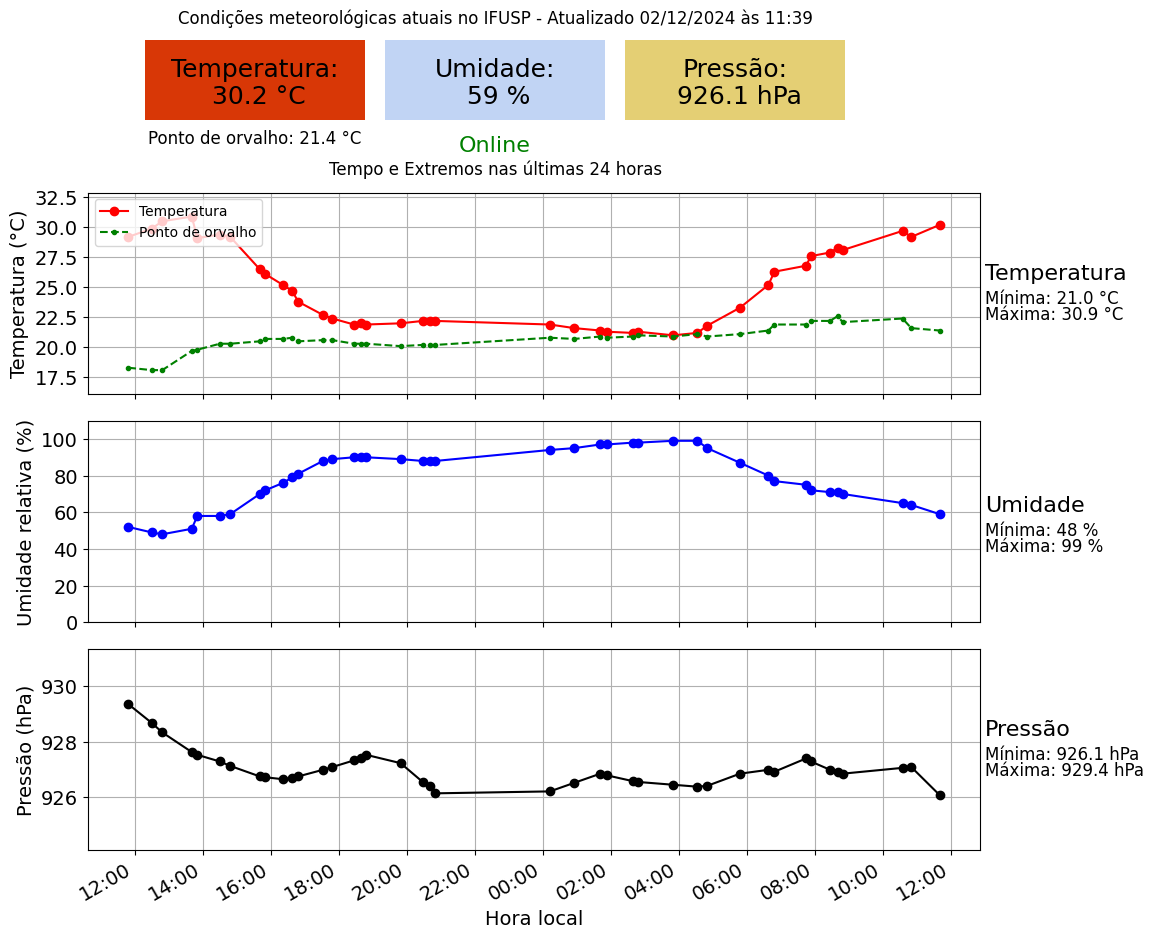 Condições meteorológicas atuais no IFUSP - Atualizado 02/12/2024 às 11:39
Temperatura:
30.2 °C
Umidade:
59 %
Pressão:
926.1 hPa
Ponto de orvalho: 21.4 °C
Online
Tempo e Extremos nas últimas 24 horas
Temperatura (°C)
32.5
30.0
27.5
25.0
22.5
20.0
17.5
Temperatura
Ponto de orvalho
Temperatura
Mínima: 21.0 °C
Máxima: 30.9 °C
Umidade relativa (%)
100
80
60
40
20
0
Umidade
Mínima: 48 %
Máxima: 99 %
Pressão (hPa)
930
928
926
Pressão
Mínima: 926.1 hPa
Máxima: 929.4 hPa
12:00 14:00 16:00 18:00 20:00 22:00 00:00 02:00 04:00 06:00 08:00 10:00 12:00
Hora local